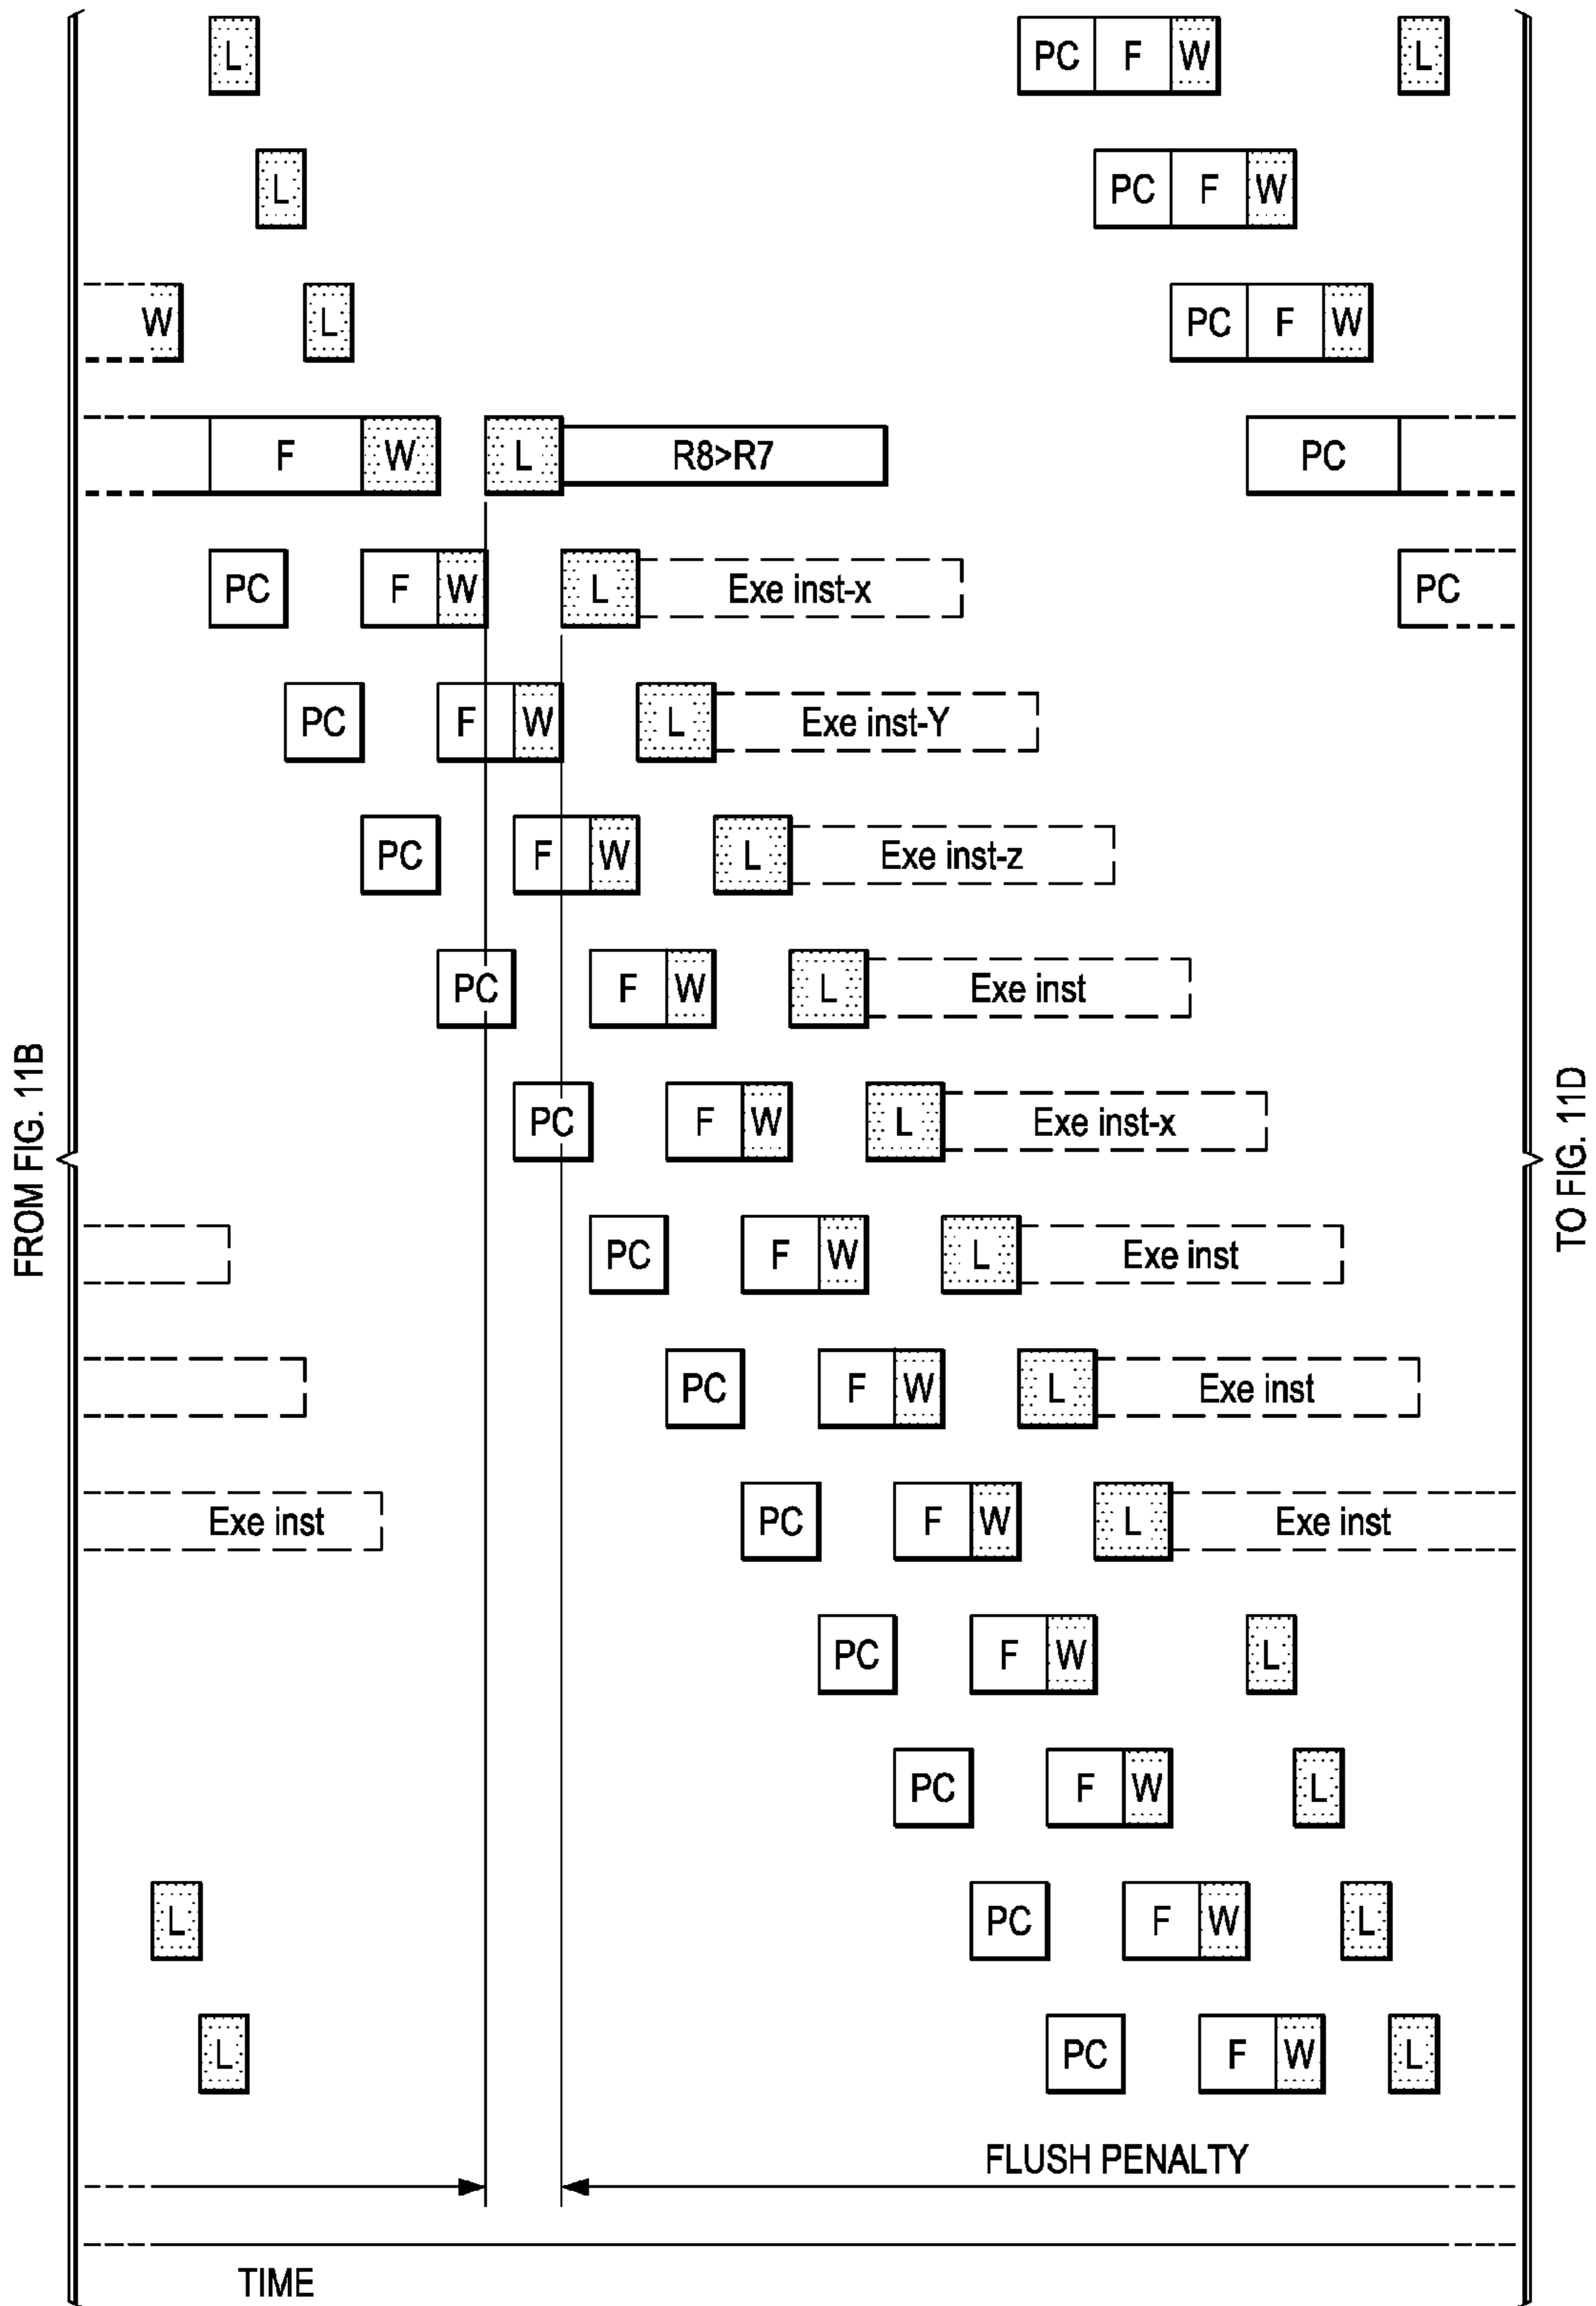 L PC F W L
L PC F W
W L PC F W
F W L R8>R7 PC
PC F W L Exe inst-x PC
PC F W L Exe inst-Y
PC F W L Exe inst-z
PC F W L Exe inst
PC F W L Exe inst-x
PC F W L Exe inst
PC F W L Exe inst
Exe inst PC F W L Exe inst
PC F W L
PC F W L
L PC F W L
L PC F W L
FLUSH PENALTY
TIME
FROM FIG. 11B
TO FIG. 11D